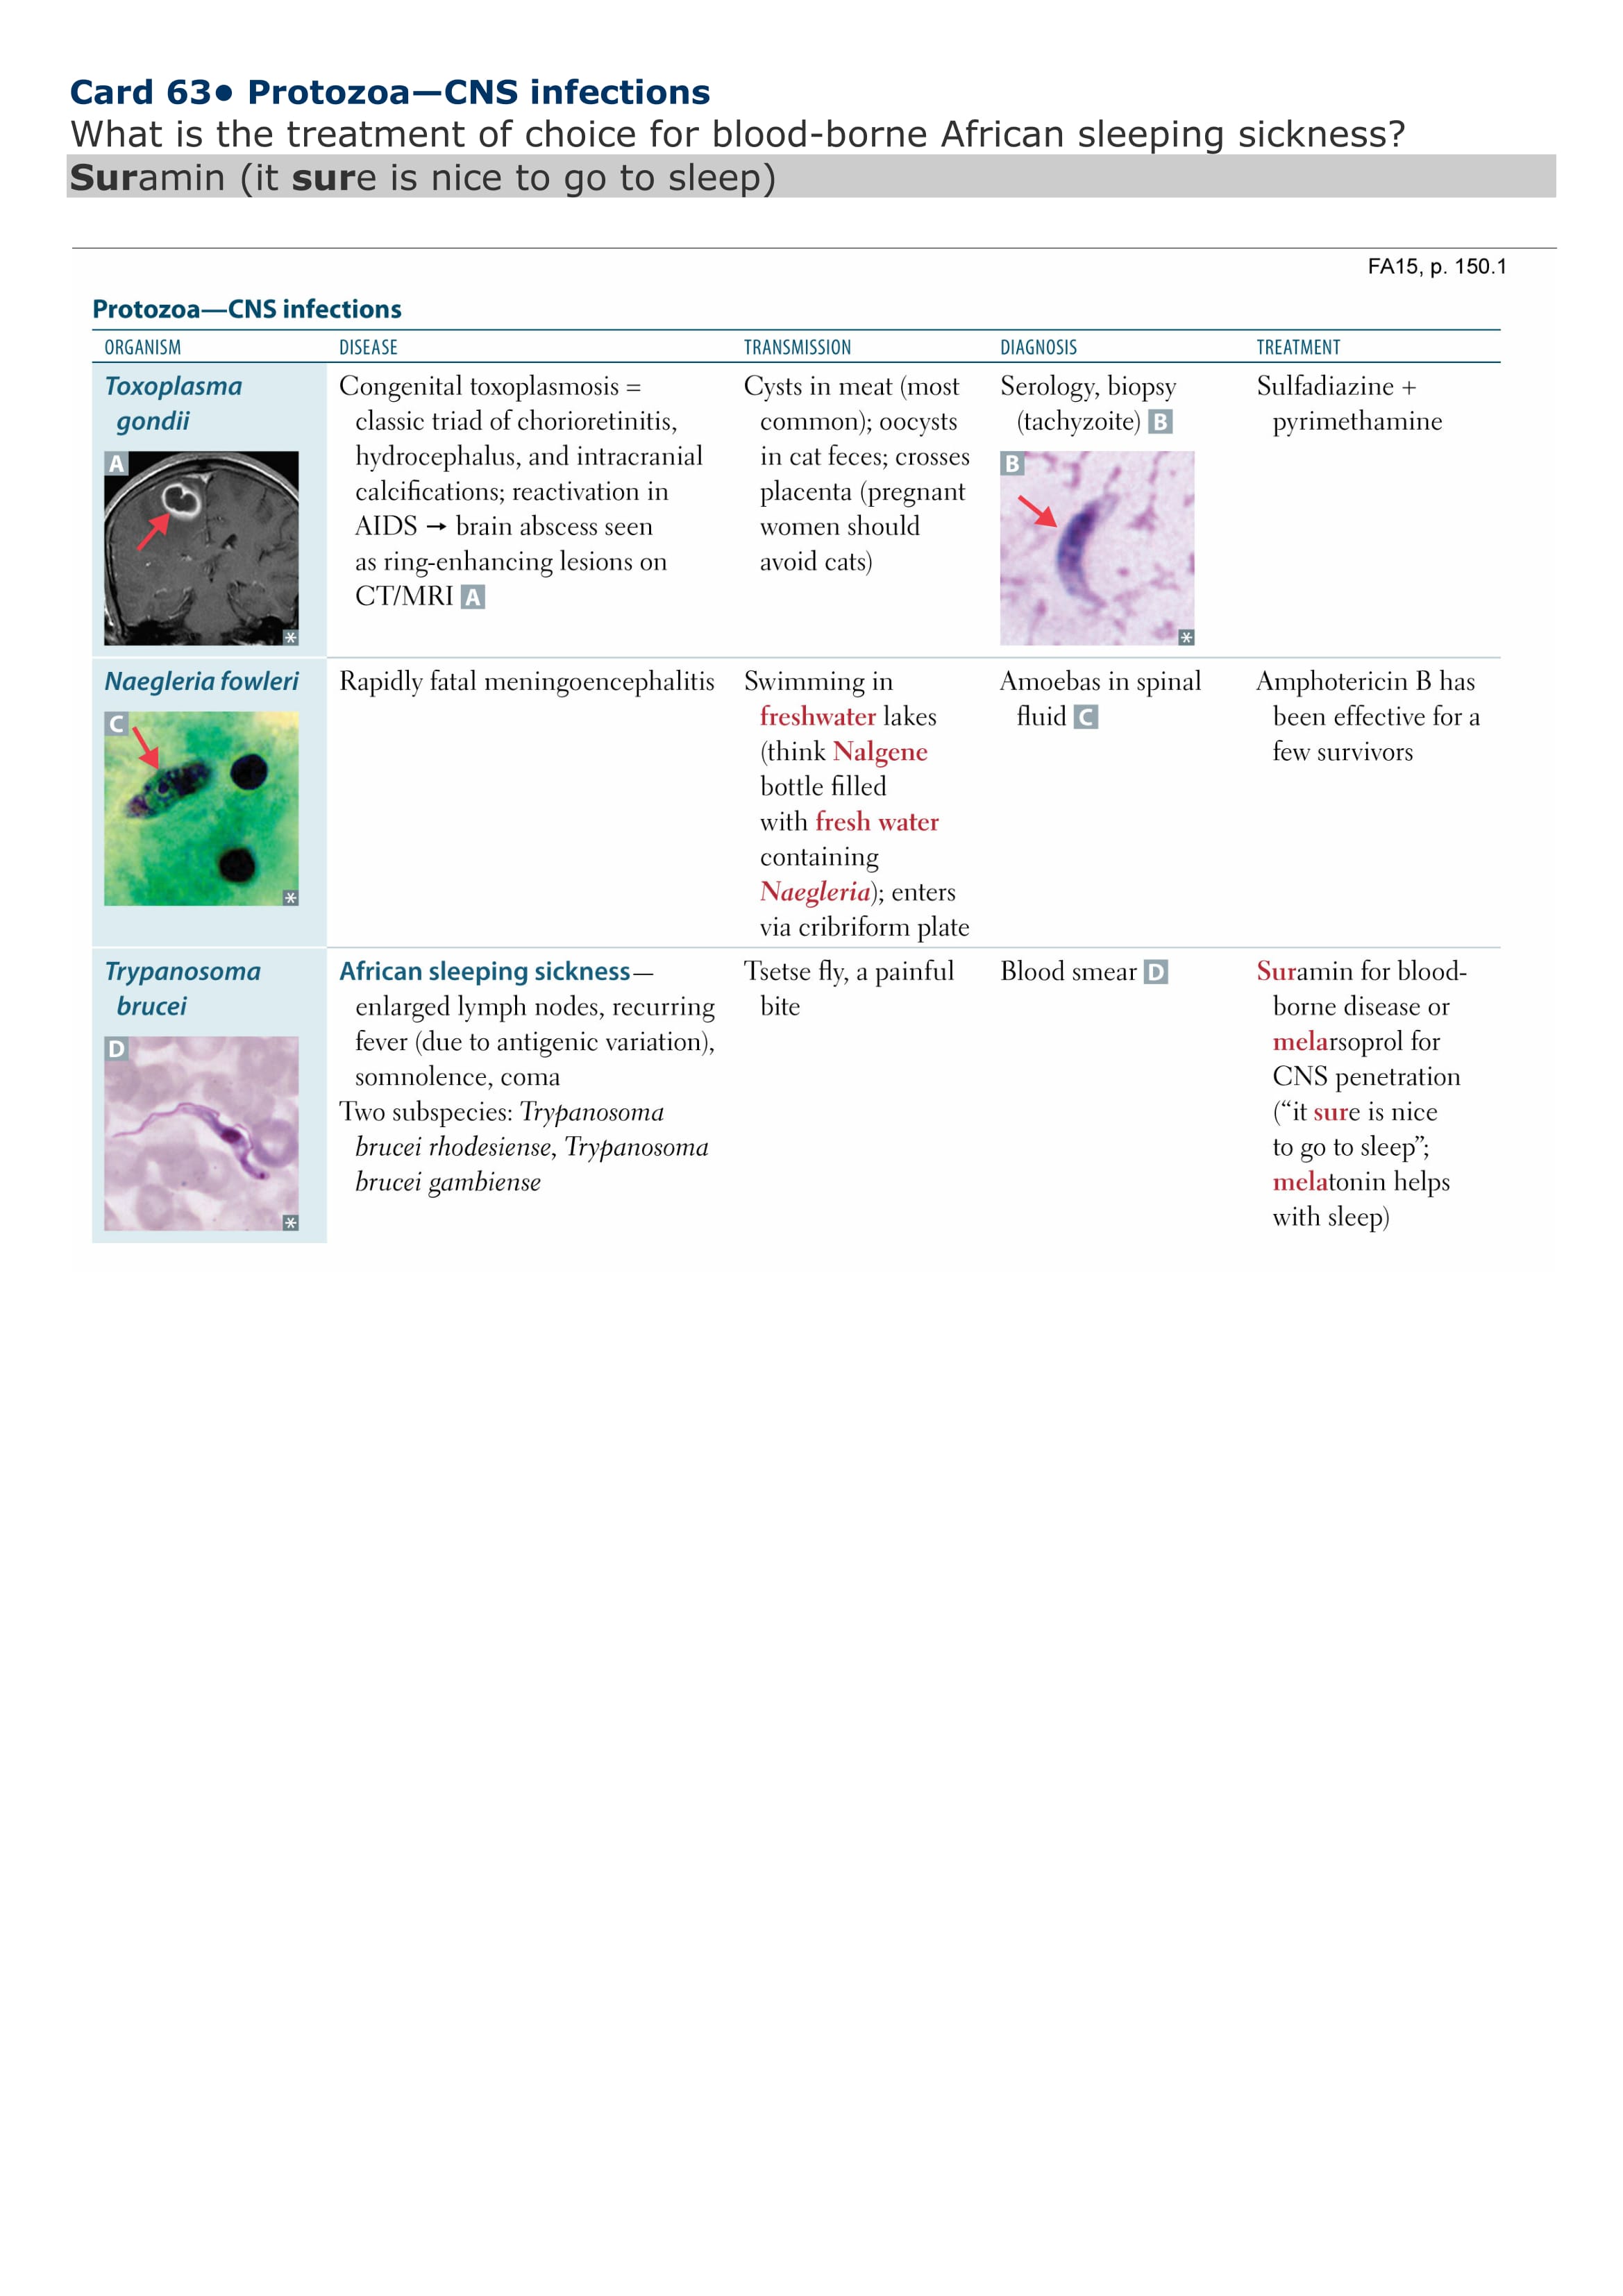 Card 63● Protozoa—CNS infections
What is the treatment of choice for blood-borne African sleeping sickness?
Suramin (it sure is nice to go to sleep)
FA15, p. 150.1
Protozoa—CNS infections
ORGANISM DISEASE TRANSMISSION DIAGNOSIS TREATMENT
Toxoplasma
gondii
A
*
Congenital toxoplasmosis =
classic triad of chorioretinitis,
hydrocephalus, and intracranial
calcifications; reactivation in
AIDS → brain abscess seen
as ring-enhancing lesions on
CT/MRI A
Cysts in meat (most
common); oocysts
in cat feces; crosses
placenta (pregnant
women should
avoid cats)
Serology, biopsy
(tachyzoite) B
B
*
Sulfadiazine +
pyrimethamine
Naegleria fowleri
C
*
Rapidly fatal meningoencephalitis
Swimming in
freshwater lakes
(think Nalgene
bottle filled
with fresh water
containing
Naegleria); enters
via cribriform plate
Amoebas in spinal
fluid C
Amphotericin B has
been effective for a
few survivors
Trypanosoma
brucei
D
*
African sleeping sickness—
enlarged lymph nodes, recurring
fever (due to antigenic variation),
somnolence, coma
Two subspecies: Trypanosoma
brucei rhodesiense, Trypanosoma
brucei gambiense
Tsetse fly, a painful
bite
Blood smear D
Suramin for blood-
borne disease or
melarsoprol for
CNS penetration
(“it sure is nice
to go to sleep”;
melatonin helps
with sleep)